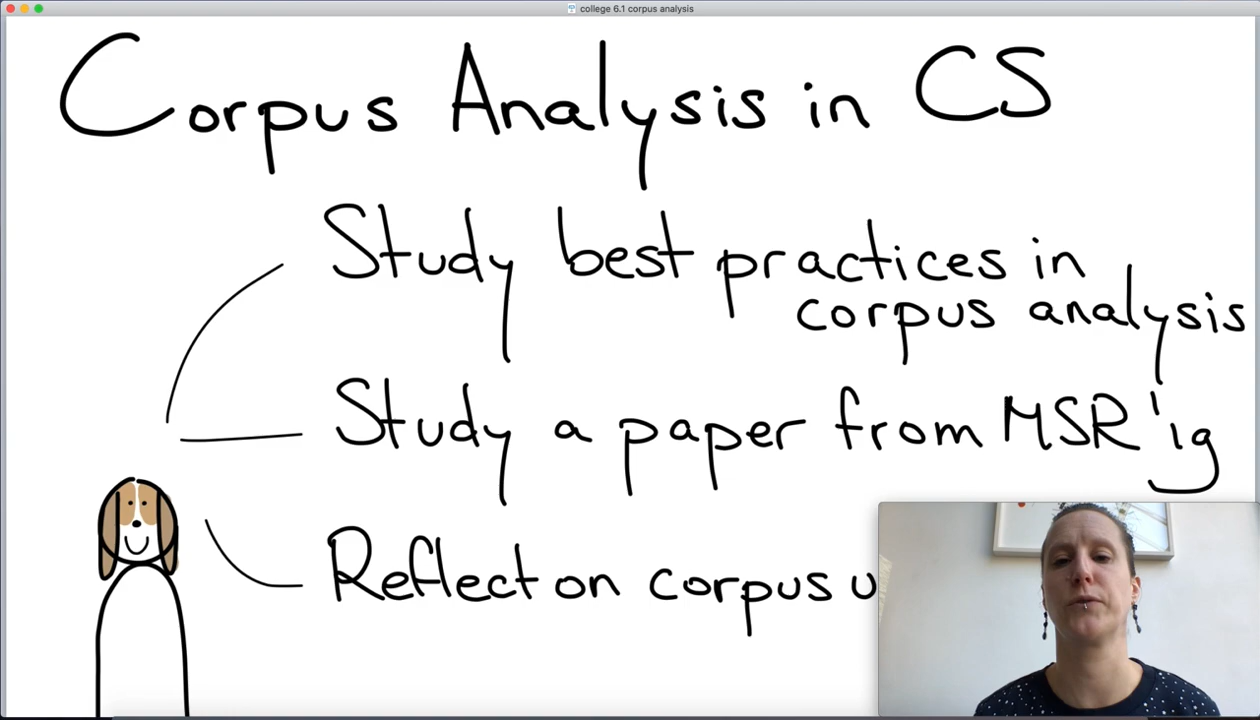 college 6.1 corpus analysis
Corpus Analysis in CS
Study best practices in
corpus analysis
Study a paper from MSR '19
Reflect on corpus